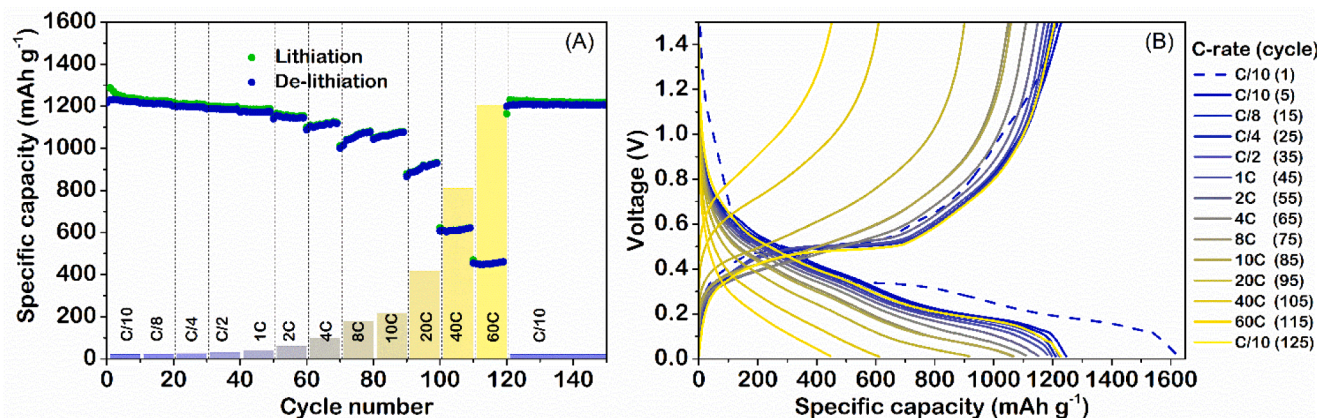 (A)
Lithiation
De-lithiation
Specific capacity (mAh g⁻¹)
1600
1400
1200
1000
800
600
400
200
0
C/10
C/8
C/4
C/2
1C
2C
4C
8C
10C
20C
40C
60C
C/10
0 20 40 60 80 100 120 140
Cycle number
(B)
Voltage (V)
1.4
1.2
1.0
0.8
0.6
0.4
0.2
0.0
0 200 400 600 800 1000 1200 1400 1600
Specific capacity (mAh g⁻¹)
C-rate (cycle)
C/10 (1)
C/10 (5)
C/8 (15)
C/4 (25)
C/2 (35)
1C (45)
2C (55)
4C (65)
8C (75)
10C (85)
20C (95)
40C (105)
60C (115)
C/10 (125)